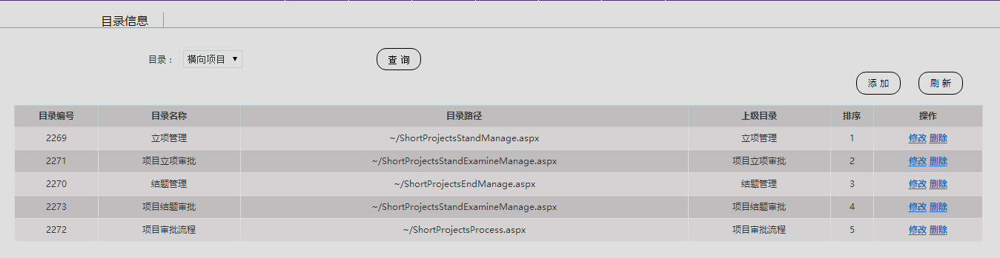 目录信息
目录： 横向项目 查 询
添 加 刷 新
目录编号 目录名称 目录路径 上级目录 排序 操作
2269 立项管理 ~/ShortProjectsStandManage.aspx 立项管理 1 修改 删除
2271 项目立项审批 ~/ShortProjectsStandExamineManage.aspx 项目立项审批 2 修改 删除
2270 结题管理 ~/ShortProjectsEndManage.aspx 结题管理 3 修改 删除
2273 项目结题审批 ~/ShortProjectsStandExamineManage.aspx 项目结题审批 4 修改 删除
2272 项目审批流程 ~/ShortProjectsProcess.aspx 项目审批流程 5 修改 删除